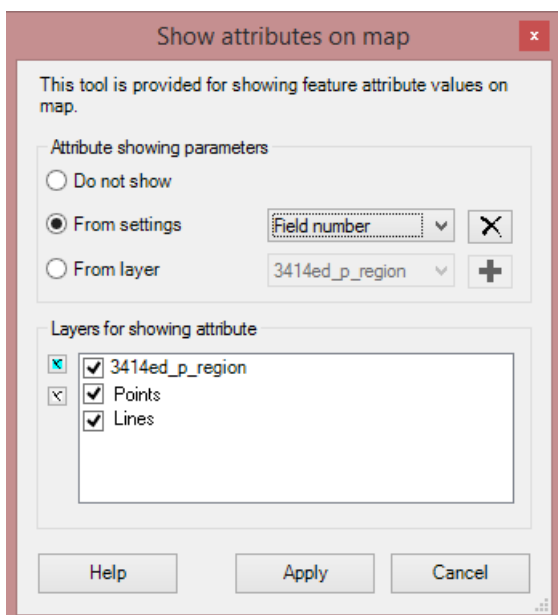 Show attributes on map
This tool is provided for showing feature attribute values on
map.
Attribute showing parameters
Do not show
From settings
Field number
From layer
3414ed_p_region
Layers for showing attribute
3414ed_p_region
Points
Lines
Help
Apply
Cancel